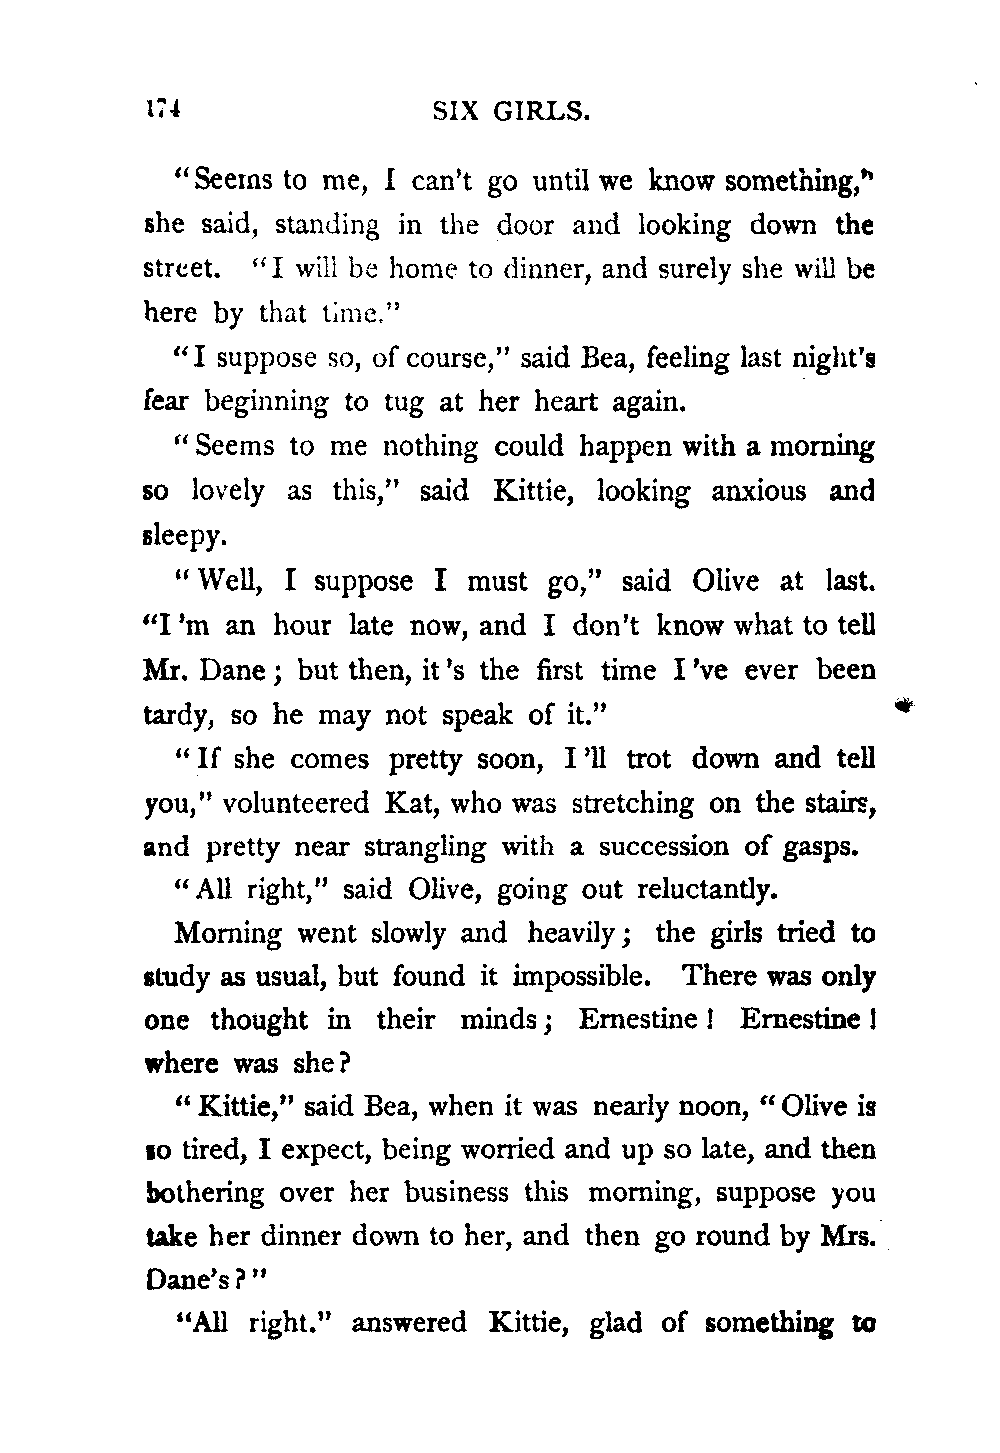 174 SIX GIRLS.
"Seems to me, I can't go until we know something,"
she said, standing in the door and looking down the
street. "I will be home to dinner, and surely she will be
here by that time."
"I suppose so, of course," said Bea, feeling last night's
fear beginning to tug at her heart again.
"Seems to me nothing could happen with a morning
so lovely as this," said Kittie, looking anxious and
sleepy.
"Well, I suppose I must go," said Olive at last.
"I'm an hour late now, and I don't know what to tell
Mr. Dane; but then, it's the first time I've ever been
tardy, so he may not speak of it."
"If she comes pretty soon, I'll trot down and tell
you," volunteered Kat, who was stretching on the stairs,
and pretty near strangling with a succession of gasps.
"All right," said Olive, going out reluctantly.
Morning went slowly and heavily; the girls tried to
study as usual, but found it impossible. There was only
one thought in their minds; Ernestine! Ernestine!
where was she?
"Kittie," said Bea, when it was nearly noon, "Olive is
so tired, I expect, being worried and up so late, and then
bothering over her business this morning, suppose you
take her dinner down to her, and then go round by Mrs.
Dane's?"
"All right." answered Kittie, glad of something to